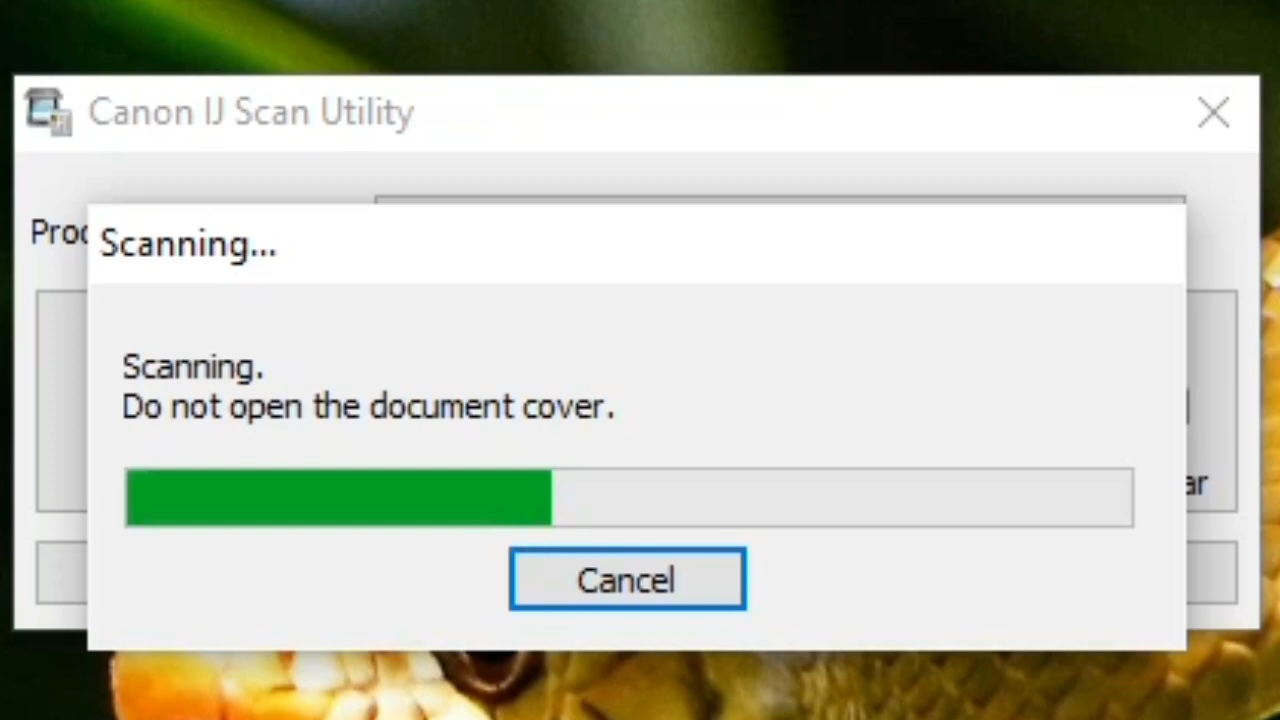 Canon IJ Scan Utility
Scanning...
Scanning.
Do not open the document cover.
Cancel